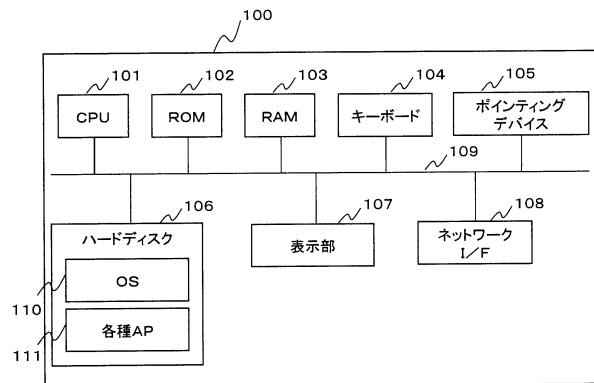 100
101
102
103
104
105
CPU
ROM
RAM
キーボード
ポインティング
デバイス
109
106
107
108
ハードディスク
表示部
ネットワーク
I／F
OS
110
各種AP
111